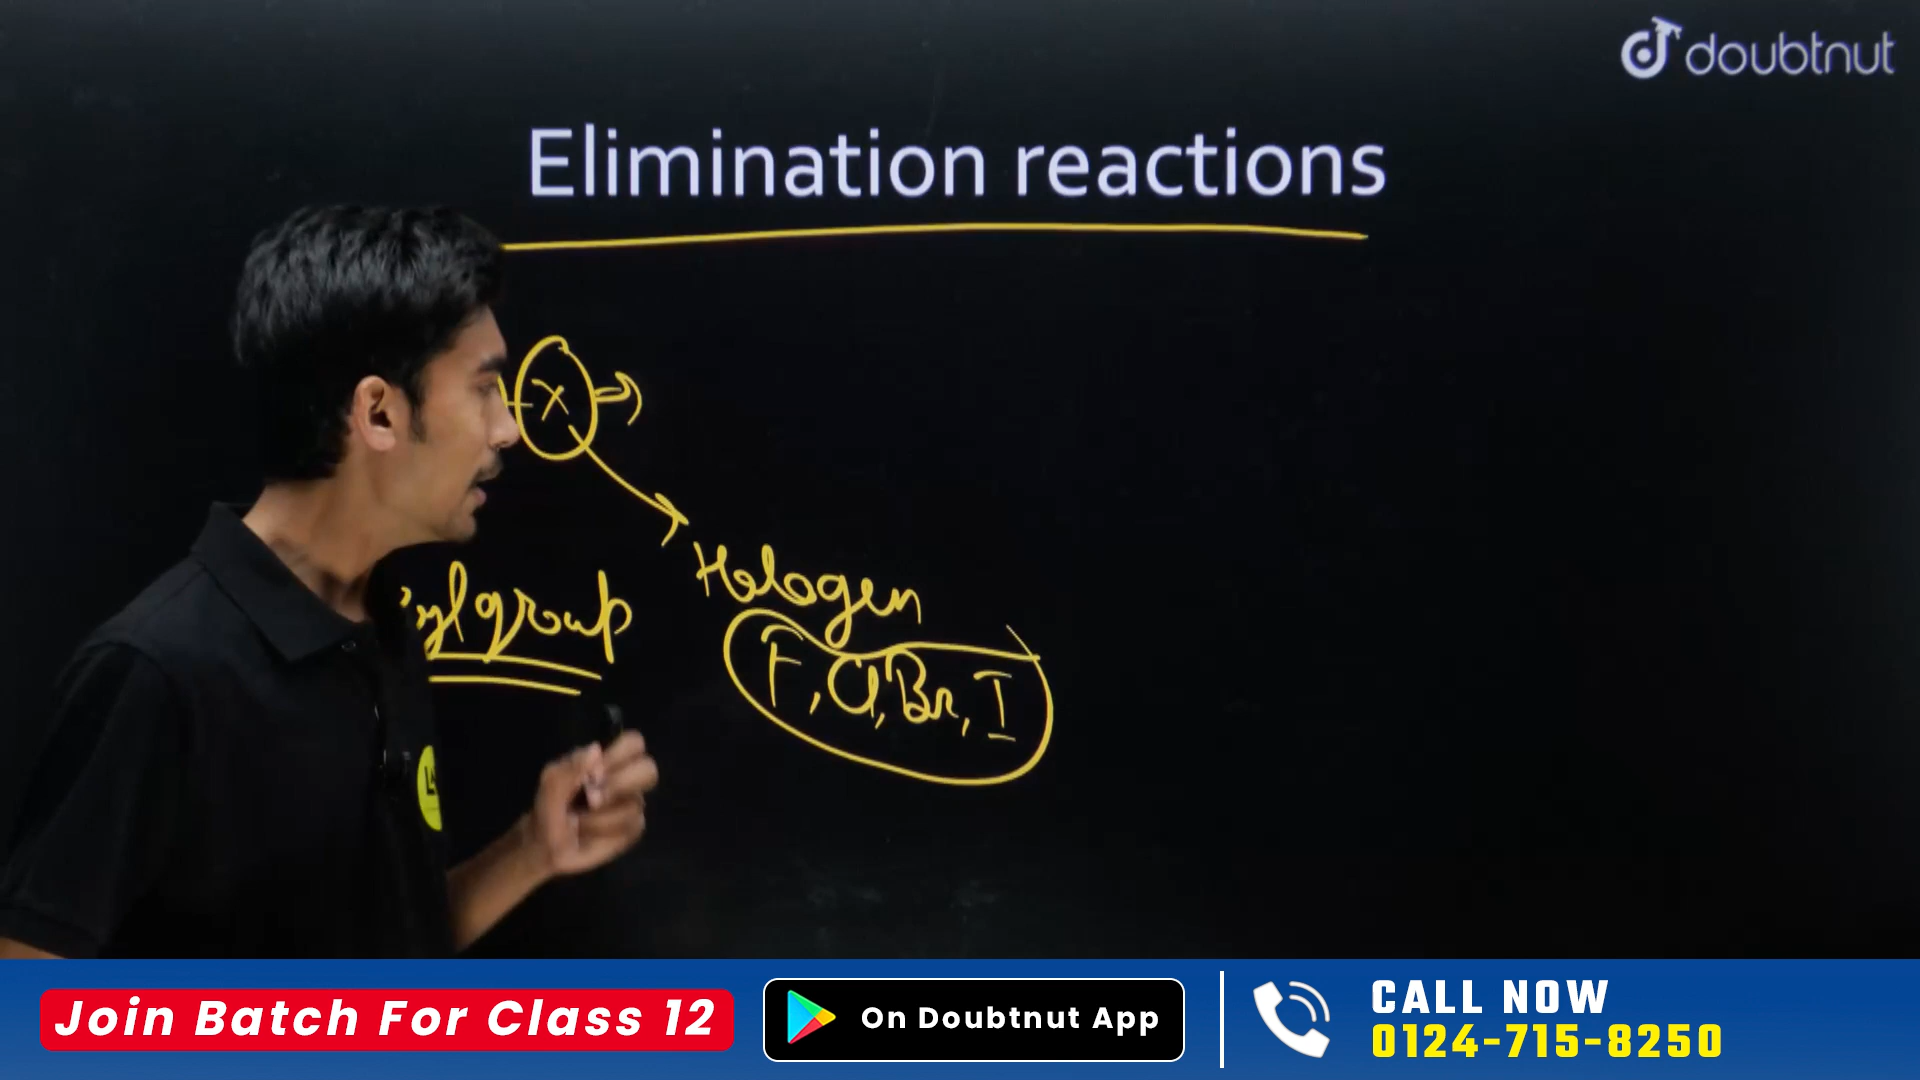 doubtnut
Elimination reactions
X
Halogen
yl group
F, Cl, Br, I
Join Batch For Class 12
On Doubtnut App
CALL NOW
0124-715-8250